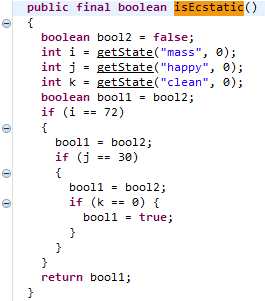 public final boolean isEcstatic()
{
boolean bool2 = false;
int i = getState("mass", 0);
int j = getState("happy", 0);
int k = getState("clean", 0);
boolean bool1 = bool2;
if (i == 72)
{
bool1 = bool2;
if (j == 30)
{
bool1 = bool2;
if (k == 0) {
bool1 = true;
}
}
}
return bool1;
}